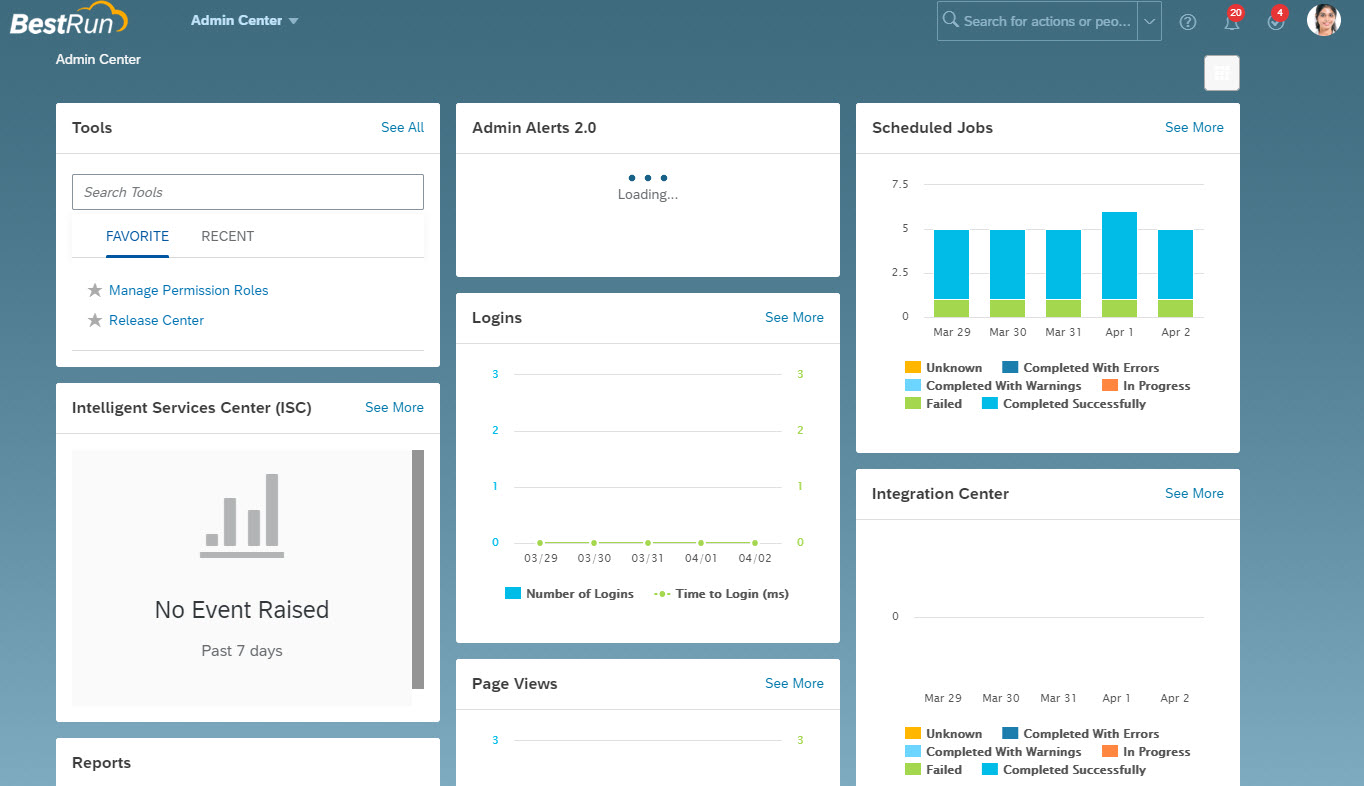 BestRun
Admin Center
Search for actions or peo...
20
4
Admin Center
Tools
See All
Search Tools
FAVORITE
RECENT
Manage Permission Roles
Release Center
Intelligent Services Center (ISC)
See More
No Event Raised
Past 7 days
Reports
Admin Alerts 2.0
Loading...
Logins
See More
3
3
2
2
1
1
0
0
03/29 03/30 03/31 04/01 04/02
Number of Logins Time to Login (ms)
Page Views
See More
3
3
Scheduled Jobs
See More
7.5
5
2.5
0
Mar 29 Mar 30 Mar 31 Apr 1 Apr 2
Unknown Completed With Errors
Completed With Warnings In Progress
Failed Completed Successfully
Integration Center
See More
0
Mar 29 Mar 30 Mar 31 Apr 1 Apr 2
Unknown Completed With Errors
Completed With Warnings In Progress
Failed Completed Successfully